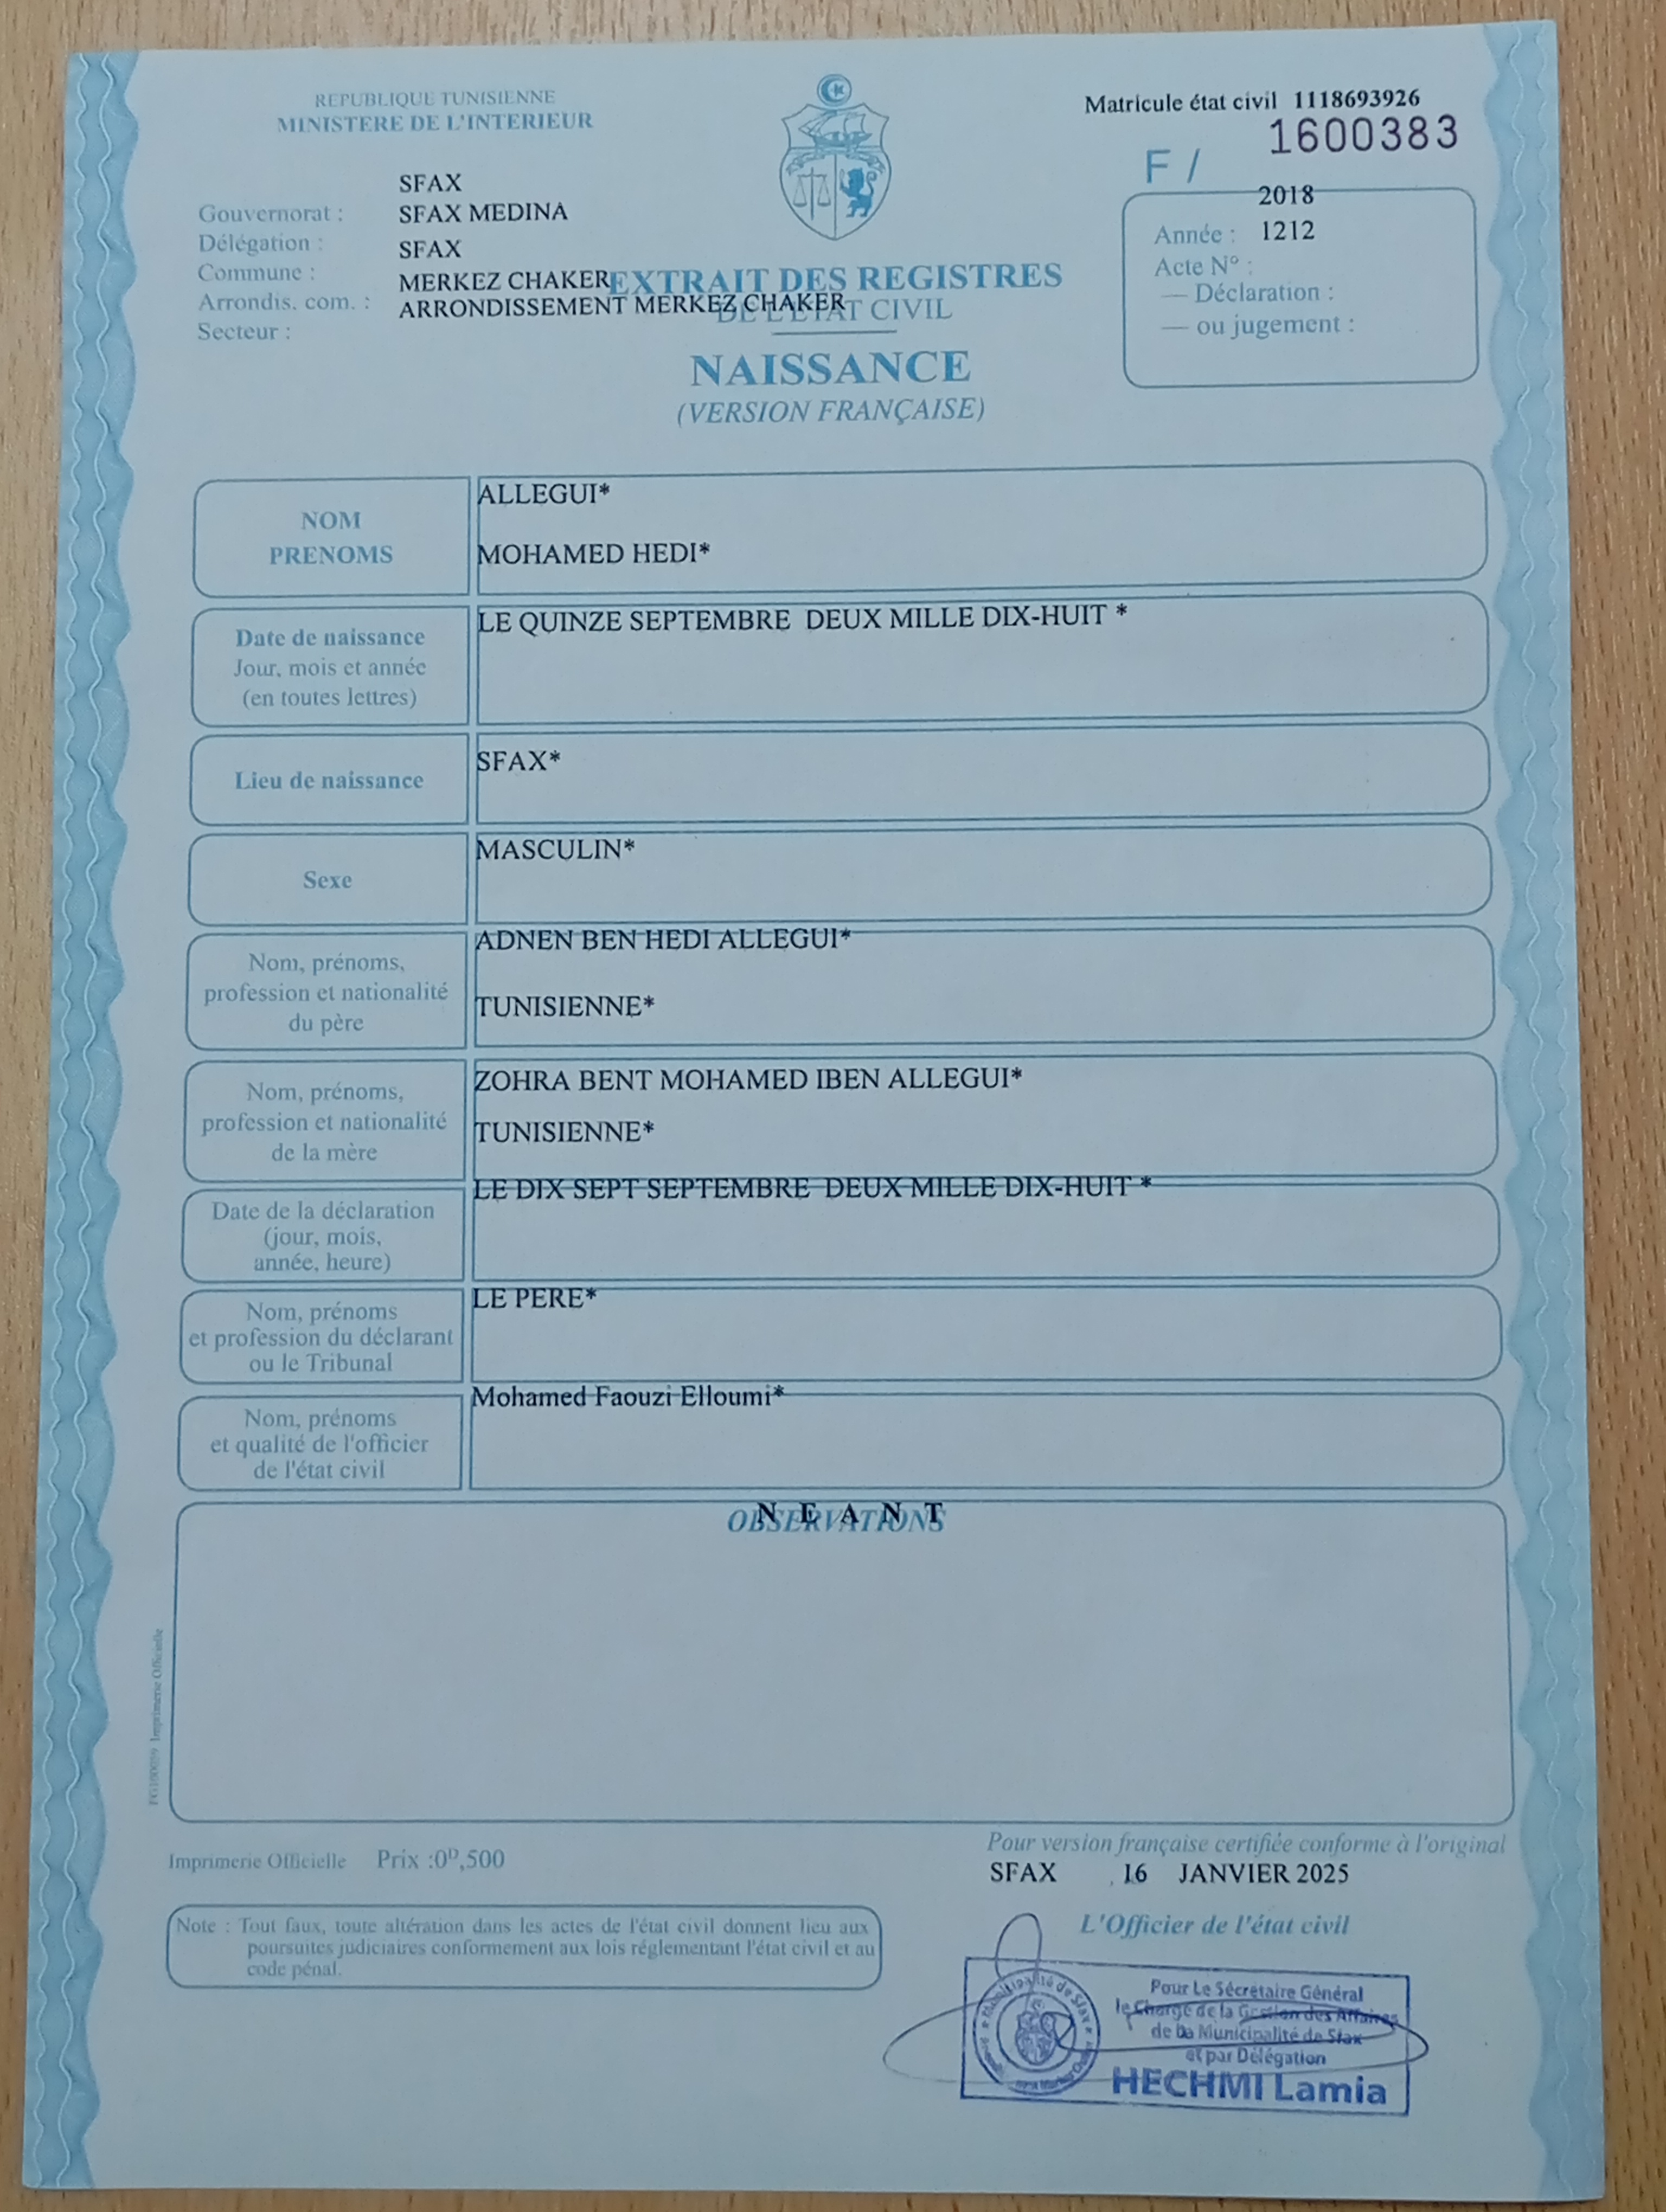 REPUBLIQUE TUNISIENNE
MINISTERE DE L'INTERIEUR
Matricule état civil 1118693926
1600383
F /
SFAX
Gouvernorat : SFAX MEDINA
Délégation : SFAX
Commune : MERKEZ CHAKER
Arrondis. com. : ARRONDISSEMENT MERKEZ CHAKER
Secteur :
EXTRAIT DES REGISTRES
DE L'ETAT CIVIL
NAISSANCE
(VERSION FRANÇAISE)
2018
Année : 1212
Acte N° :
— Déclaration :
— ou jugement :
NOM
PRENOMS
ALLEGUI*
MOHAMED HEDI*
Date de naissance
Jour, mois et année
(en toutes lettres)
LE QUINZE SEPTEMBRE DEUX MILLE DIX-HUIT *
Lieu de naissance
SFAX*
Sexe
MASCULIN*
Nom, prénoms,
profession et nationalité
du père
ADNEN BEN HEDI ALLEGUI*
TUNISIENNE*
Nom, prénoms,
profession et nationalité
de la mère
ZOHRA BENT MOHAMED IBEN ALLEGUI*
TUNISIENNE*
Date de la déclaration
(jour, mois,
année, heure)
LE DIX SEPT SEPTEMBRE DEUX MILLE DIX-HUIT *
Nom, prénoms
et profession du déclarant
ou le Tribunal
LE PERE*
Nom, prénoms
et qualité de l'officier
de l'état civil
Mohamed Faouzi Elloumi*
OBSERVATIONS
N E A N T
Imprimerie Officielle
Imprimerie Officielle Prix :0ᴰ,500
Note : Tout faux, toute altération dans les actes de l'état civil donnent lieu aux
poursuites judiciaires conformement aux lois réglementant l'état civil et au
code pénal.
Pour version française certifiée conforme à l'original
SFAX , 16 JANVIER 2025
L'Officier de l'état civil
Pour Le Sécrétaire Général
le Chargé de la Gestion des Affaires
de la Municipalité de Sfax
et par Délégation
HECHMI Lamia